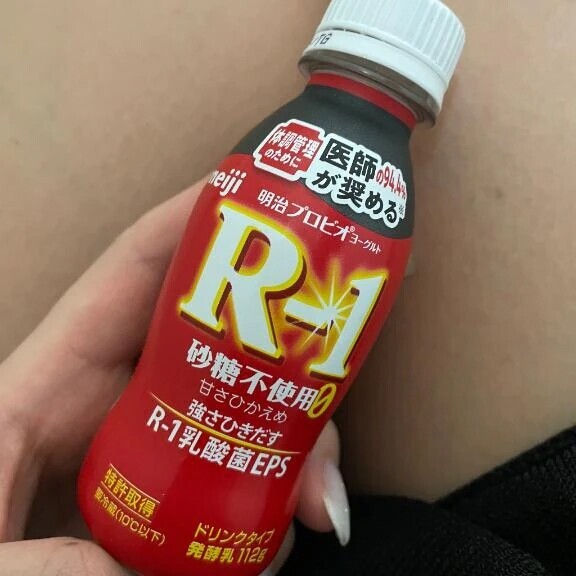 体調管理
のために
医師の94.4%
が奨める
meiji
明治プロビオ®ヨーグルト
R-1
砂糖不使用0
甘さひかえめ
強さひきだす
R-1乳酸菌EPS
特許取得
要冷蔵(10℃以下)
ドリンクタイプ
発酵乳 112g